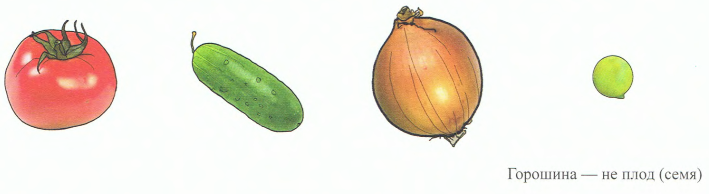 Горошина — не плод (семя)